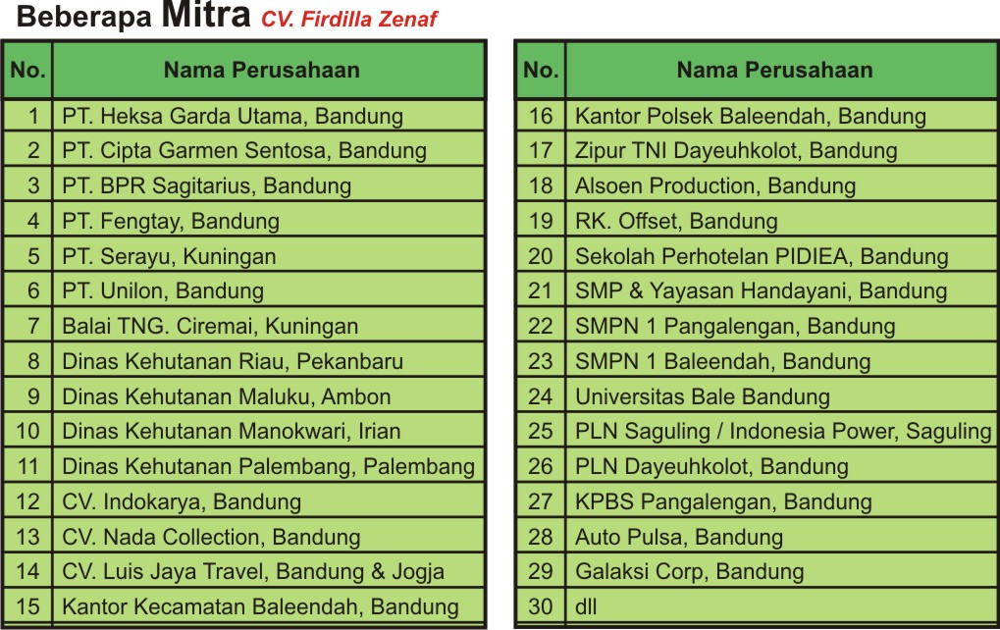 Beberapa Mitra CV. Firdilla Zenaf
No. Nama Perusahaan
1 PT. Heksa Garda Utama, Bandung
2 PT. Cipta Garmen Sentosa, Bandung
3 PT. BPR Sagitarius, Bandung
4 PT. Fengtay, Bandung
5 PT. Serayu, Kuningan
6 PT. Unilon, Bandung
7 Balai TNG. Ciremai, Kuningan
8 Dinas Kehutanan Riau, Pekanbaru
9 Dinas Kehutanan Maluku, Ambon
10 Dinas Kehutanan Manokwari, Irian
11 Dinas Kehutanan Palembang, Palembang
12 CV. Indokarya, Bandung
13 CV. Nada Collection, Bandung
14 CV. Luis Jaya Travel, Bandung & Jogja
15 Kantor Kecamatan Baleendah, Bandung
No. Nama Perusahaan
16 Kantor Polsek Baleendah, Bandung
17 Zipur TNI Dayeuhkolot, Bandung
18 Alsoen Production, Bandung
19 RK. Offset, Bandung
20 Sekolah Perhotelan PIDIEA, Bandung
21 SMP & Yayasan Handayani, Bandung
22 SMPN 1 Pangalengan, Bandung
23 SMPN 1 Baleendah, Bandung
24 Universitas Bale Bandung
25 PLN Saguling / Indonesia Power, Saguling
26 PLN Dayeuhkolot, Bandung
27 KPBS Pangalengan, Bandung
28 Auto Pulsa, Bandung
29 Galaksi Corp, Bandung
30 dll